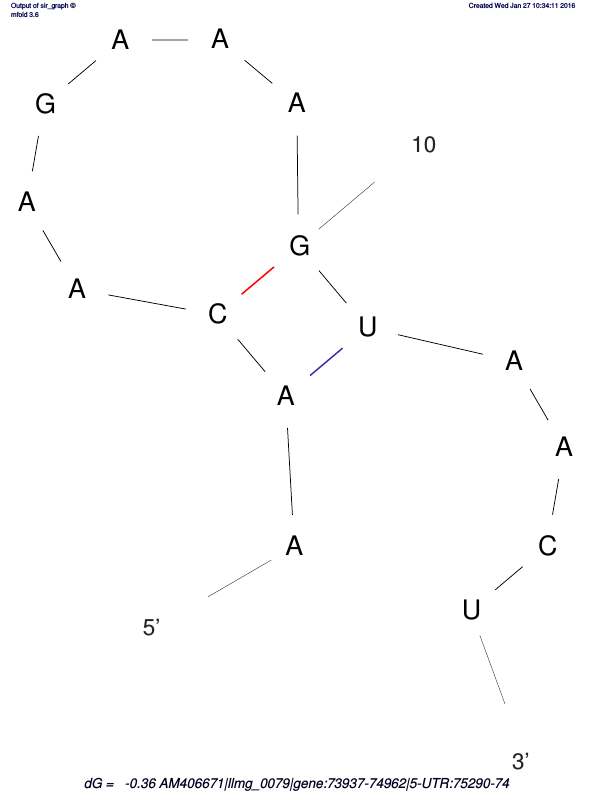 Output of sir_graph ©
mfold 3.6
Created Wed Jan 27 10:34:11 2016
A
A
G
A
A
10
G
A
A
C
U
A
A
A
A
C
U
5'
3'
dG = -0.36 AM406671|llmg_0079|gene:73937-74962|5-UTR:75290-74